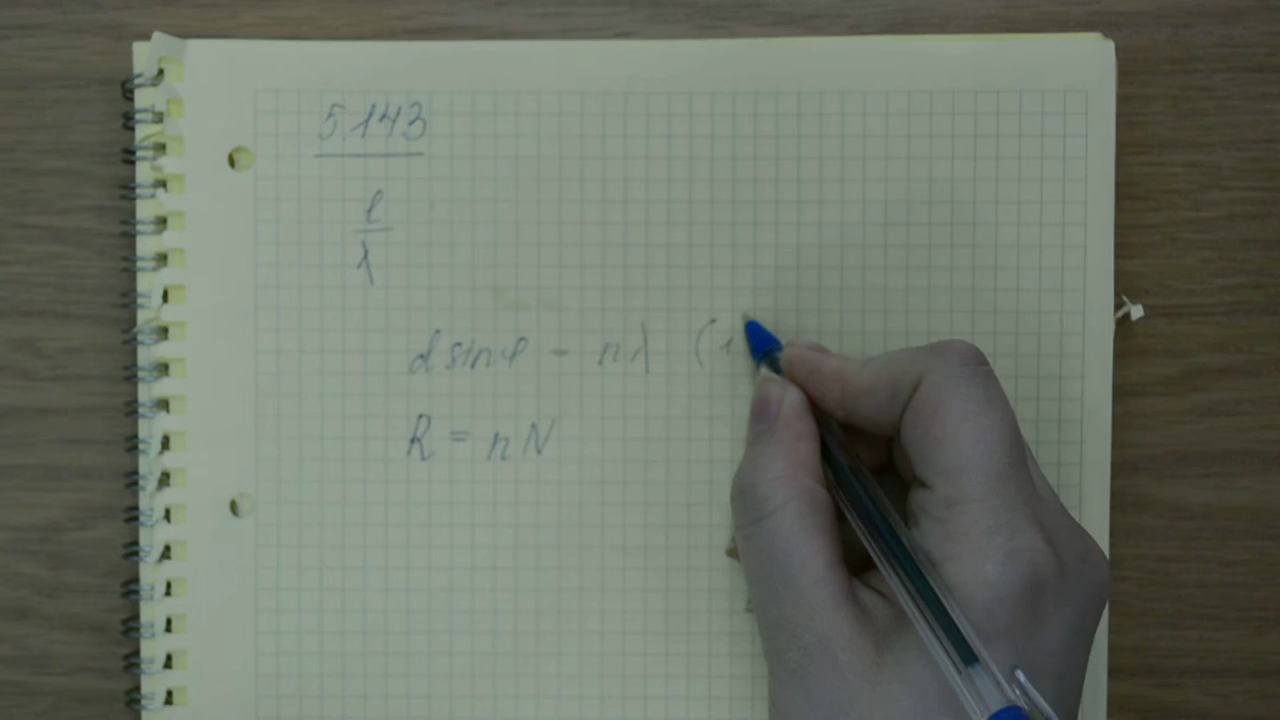 5.143
ℓ
λ
d sin φ = nλ (1
R = nN